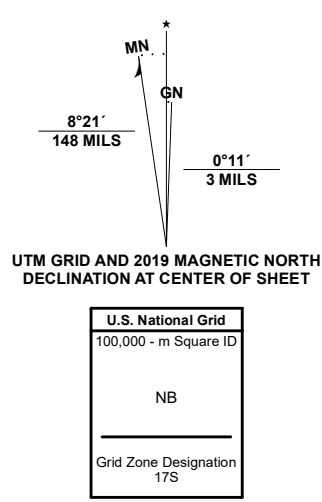 MN
GN
8°21´
148 MILS
0°11´
3 MILS
UTM GRID AND 2019 MAGNETIC NORTH
DECLINATION AT CENTER OF SHEET
U.S. National Grid
100,000 - m Square ID
NB
Grid Zone Designation
17S